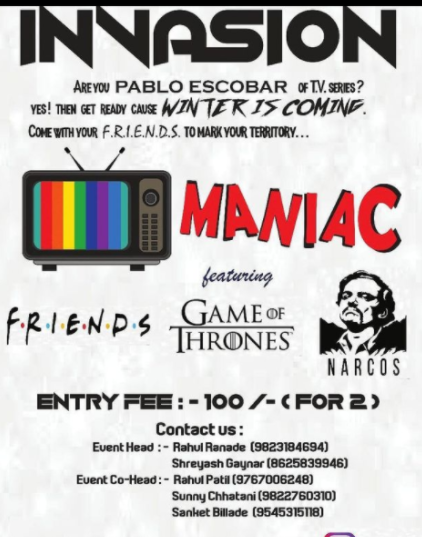 INVASION
ARE YOU PABLO ESCOBAR OF T.V. SERIES?
YES! THEN GET READY CAUSE WINTER IS COMING.
COME WITH YOUR F.R.I.E.N.D.S. TO MARK YOUR TERRITORY...
MANIAC
featuring
F·R·I·E·N·D·S
GAME OF
THRONES
NARCOS
ENTRY FEE : - 100 /- ( FOR 2 )
Contact us :
Event Head : - Rahul Ranade (9823184694)
Shreyash Gaynar (8625839946)
Event Co-Head : - Rahul Patil (9767006248)
Sunny Chhatani (9822760310)
Sanket Billade (9545315118)